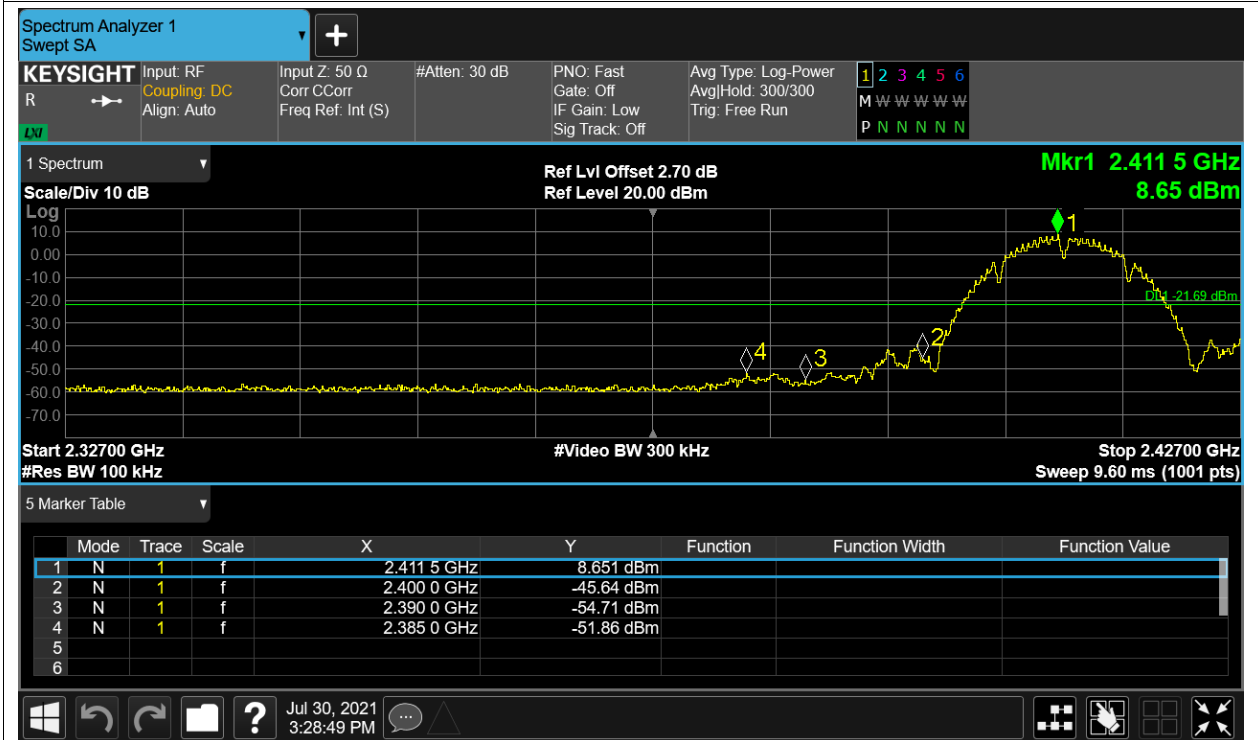 Spectrum Analyzer 1
Swept SA
+
KEYSIGHT
R
LXI
Input: RF
Coupling: DC
Align: Auto
Input Z: 50 Ω
Corr CCorr
Freq Ref: Int (S)
#Atten: 30 dB
PNO: Fast
Gate: Off
IF Gain: Low
Sig Track: Off
Avg Type: Log-Power
Avg|Hold: 300/300
Trig: Free Run
1 2 3 4 5 6
M W W W W W
P N N N N N
1 Spectrum
Scale/Div 10 dB
Ref Lvl Offset 2.70 dB
Ref Level 20.00 dBm
Mkr1 2.411 5 GHz
8.65 dBm
Log
10.0
0.00
-10.0
-20.0
-30.0
-40.0
-50.0
-60.0
-70.0
1
DL1 -21.69 dBm
2
4
3
Start 2.32700 GHz
#Video BW 300 kHz
Stop 2.42700 GHz
#Res BW 100 kHz
Sweep 9.60 ms (1001 pts)
5 Marker Table
Mode Trace Scale X Y Function Function Width Function Value
1 N 1 f 2.411 5 GHz 8.651 dBm
2 N 1 f 2.400 0 GHz -45.64 dBm
3 N 1 f 2.390 0 GHz -54.71 dBm
4 N 1 f 2.385 0 GHz -51.86 dBm
5
6
?
Jul 30, 2021
3:28:49 PM